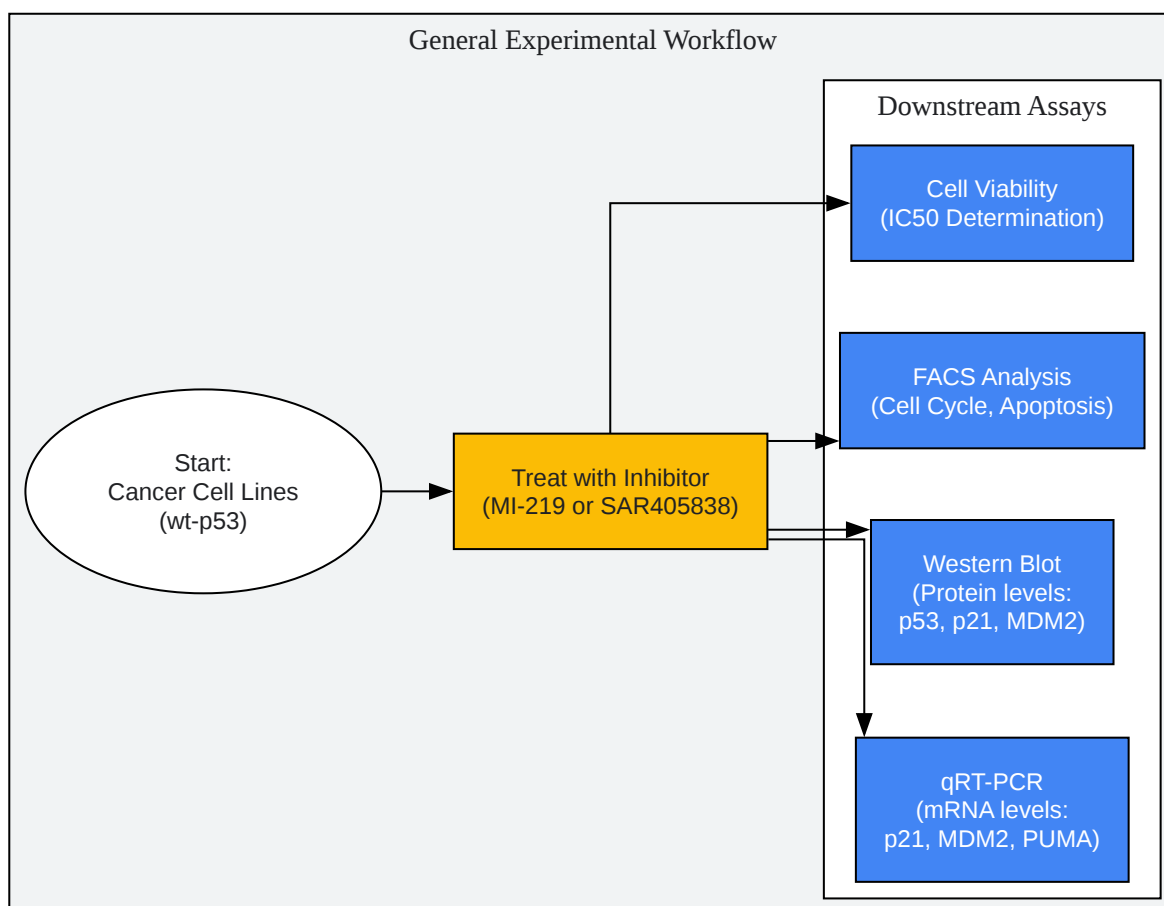 General Experimental Workflow
Downstream Assays
Cell Viability
(IC50 Determination)
FACS Analysis
(Cell Cycle, Apoptosis)
Start:
Cancer Cell Lines
(wt-p53)
Treat with Inhibitor
(MI-219 or SAR405838)
Western Blot
(Protein levels:
p53, p21, MDM2)
qRT-PCR
(mRNA levels:
p21, MDM2, PUMA)